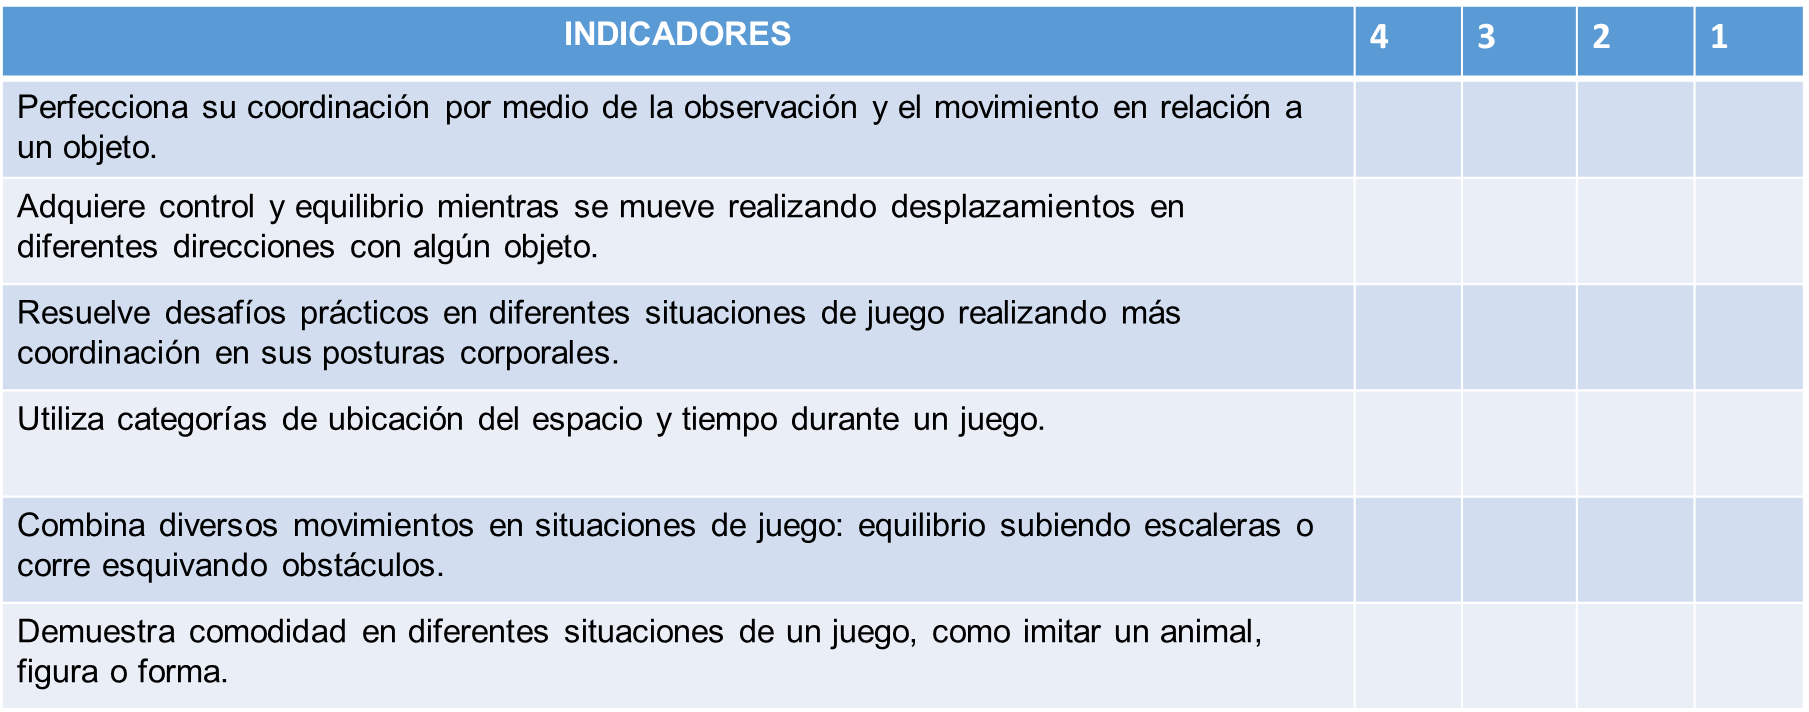 INDICADORES 4 3 2 1
Perfecciona su coordinación por medio de la observación y el movimiento en relación a
un objeto.
Adquiere control y equilibrio mientras se mueve realizando desplazamientos en
diferentes direcciones con algún objeto.
Resuelve desafíos prácticos en diferentes situaciones de juego realizando más
coordinación en sus posturas corporales.
Utiliza categorías de ubicación del espacio y tiempo durante un juego.
Combina diversos movimientos en situaciones de juego: equilibrio subiendo escaleras o
corre esquivando obstáculos.
Demuestra comodidad en diferentes situaciones de un juego, como imitar un animal,
figura o forma.